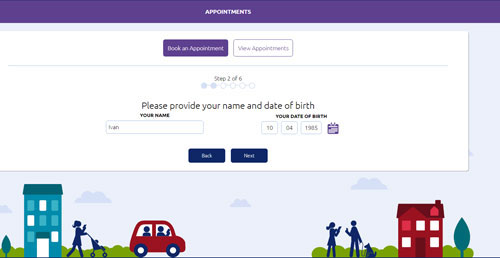 APPOINTMENTS
Book an Appointment View Appointments
Step 2 of 6
Please provide your name and date of birth
YOUR NAME YOUR DATE OF BIRTH
Ivan 10 04 1985
Back Next